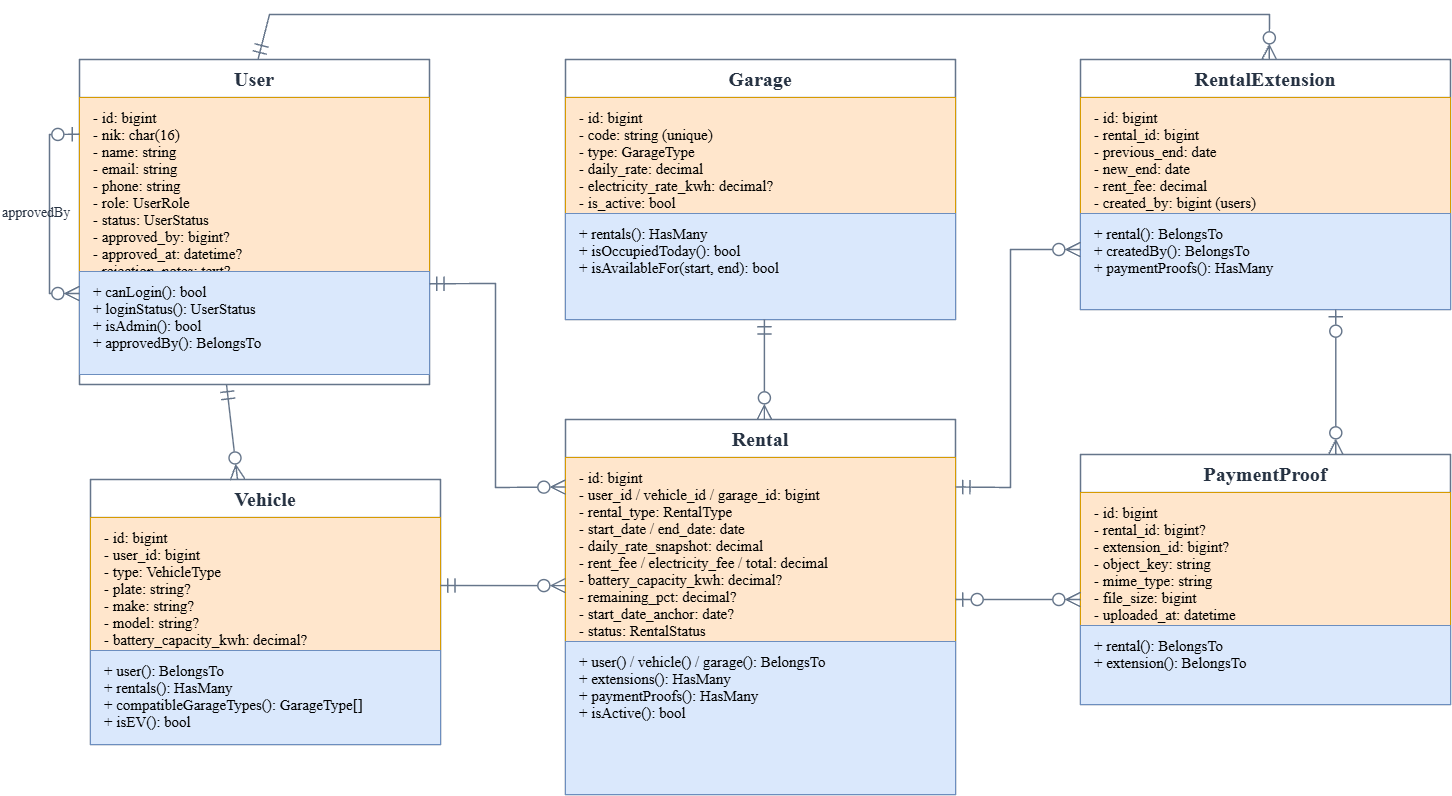 User
- id: bigint
- nik: char(16)
- name: string
- email: string
- phone: string
- role: UserRole
- status: UserStatus
- approved_by: bigint?
- approved_at: datetime?
- rejection_notes: text?
+ canLogin(): bool
+ loginStatus(): UserStatus
+ isAdmin(): bool
+ approvedBy(): BelongsTo
approvedBy
Garage
- id: bigint
- code: string (unique)
- type: GarageType
- daily_rate: decimal
- electricity_rate_kwh: decimal?
- is_active: bool
+ rentals(): HasMany
+ isOccupiedToday(): bool
+ isAvailableFor(start, end): bool
RentalExtension
- id: bigint
- rental_id: bigint
- previous_end: date
- new_end: date
- rent_fee: decimal
- created_by: bigint (users)
+ rental(): BelongsTo
+ createdBy(): BelongsTo
+ paymentProofs(): HasMany
Vehicle
- id: bigint
- user_id: bigint
- type: VehicleType
- plate: string?
- make: string?
- model: string?
- battery_capacity_kwh: decimal?
+ user(): BelongsTo
+ rentals(): HasMany
+ compatibleGarageTypes(): GarageType[]
+ isEV(): bool
Rental
- id: bigint
- user_id / vehicle_id / garage_id: bigint
- rental_type: RentalType
- start_date / end_date: date
- daily_rate_snapshot: decimal
- rent_fee / electricity_fee / total: decimal
- battery_capacity_kwh: decimal?
- remaining_pct: decimal?
- start_date_anchor: date?
- status: RentalStatus
+ user() / vehicle() / garage(): BelongsTo
+ extensions(): HasMany
+ paymentProofs(): HasMany
+ isActive(): bool
PaymentProof
- id: bigint
- rental_id: bigint?
- extension_id: bigint?
- object_key: string
- mime_type: string
- file_size: bigint
- uploaded_at: datetime
+ rental(): BelongsTo
+ extension(): BelongsTo